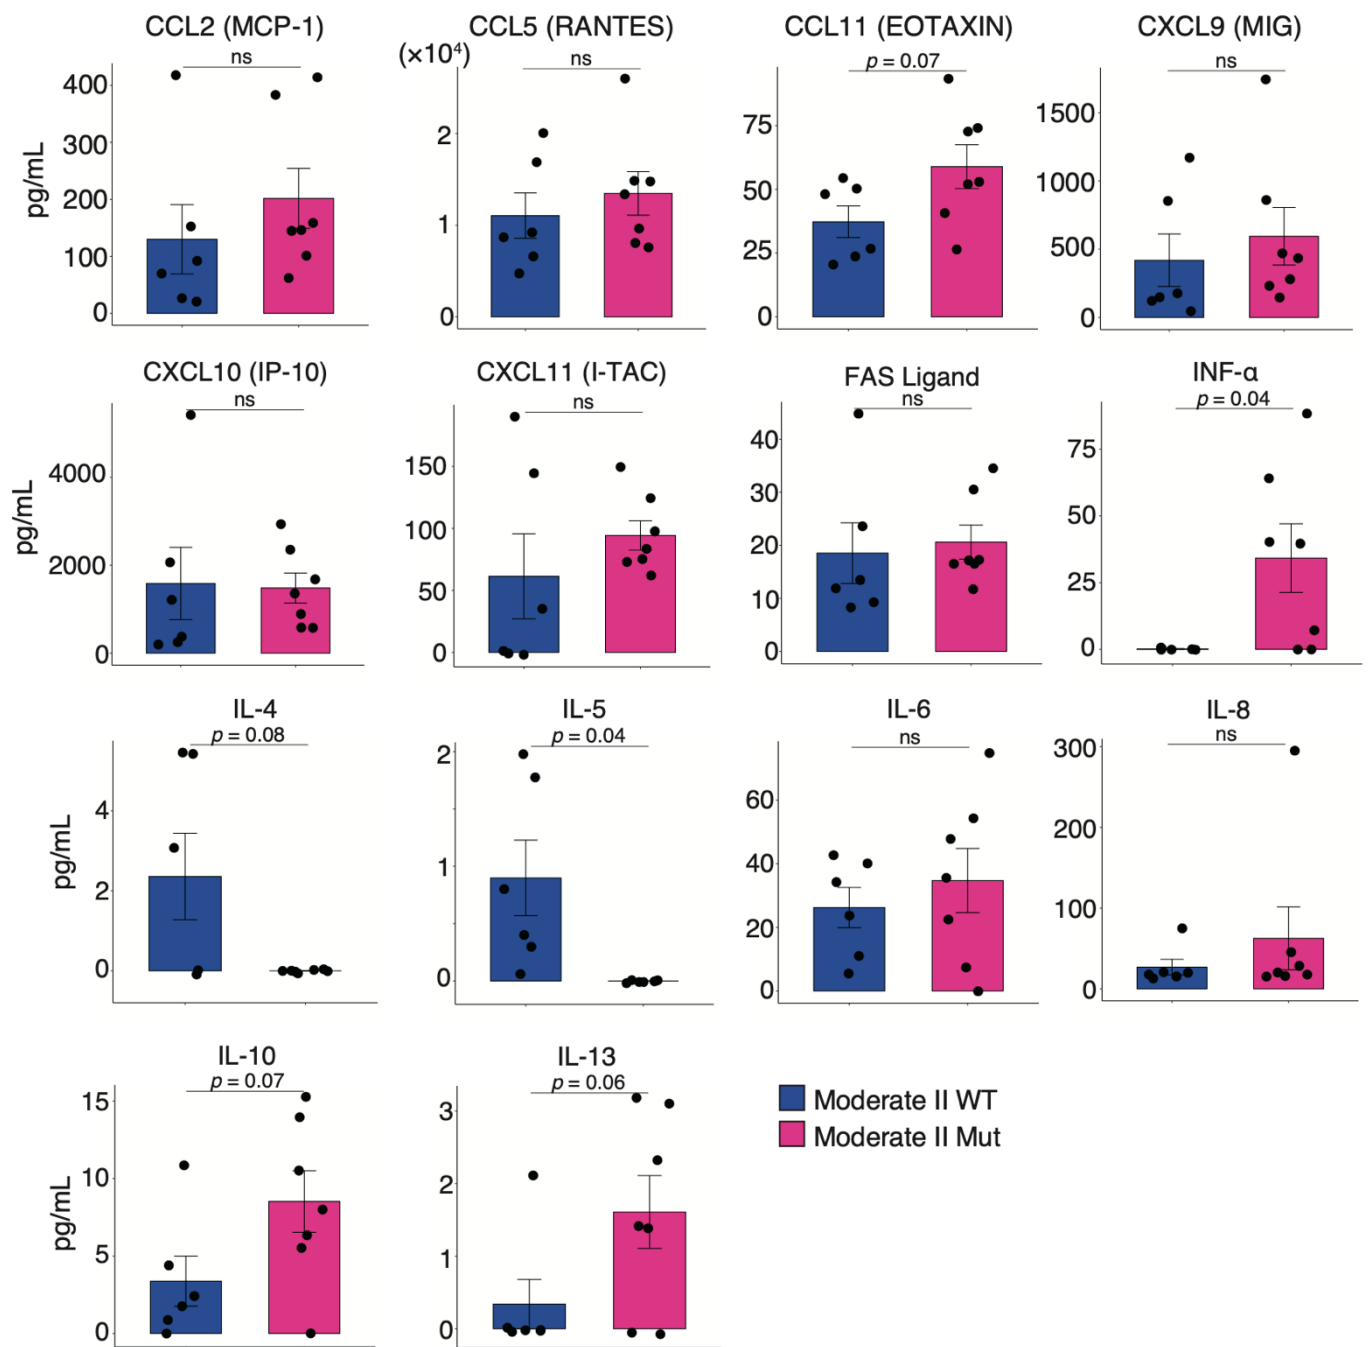 CCL2 (MCP-1)
ns
400
300
200
100
0
pg/mL
CCL5 (RANTES)
(×10⁴)
ns
2
1
0
CCL11 (EOTAXIN)
p = 0.07
75
50
25
0
CXCL9 (MIG)
ns
1500
1000
500
0
CXCL10 (IP-10)
ns
4000
2000
0
pg/mL
CXCL11 (I-TAC)
ns
150
100
50
0
FAS Ligand
ns
40
30
20
10
0
INF-α
p = 0.04
75
50
25
0
IL-4
p = 0.08
4
2
0
pg/mL
IL-5
p = 0.04
2
1
0
IL-6
ns
60
40
20
0
IL-8
ns
300
200
100
0
IL-10
p = 0.07
15
10
5
0
pg/mL
IL-13
p = 0.06
3
2
1
0
Moderate II WT
Moderate II Mut